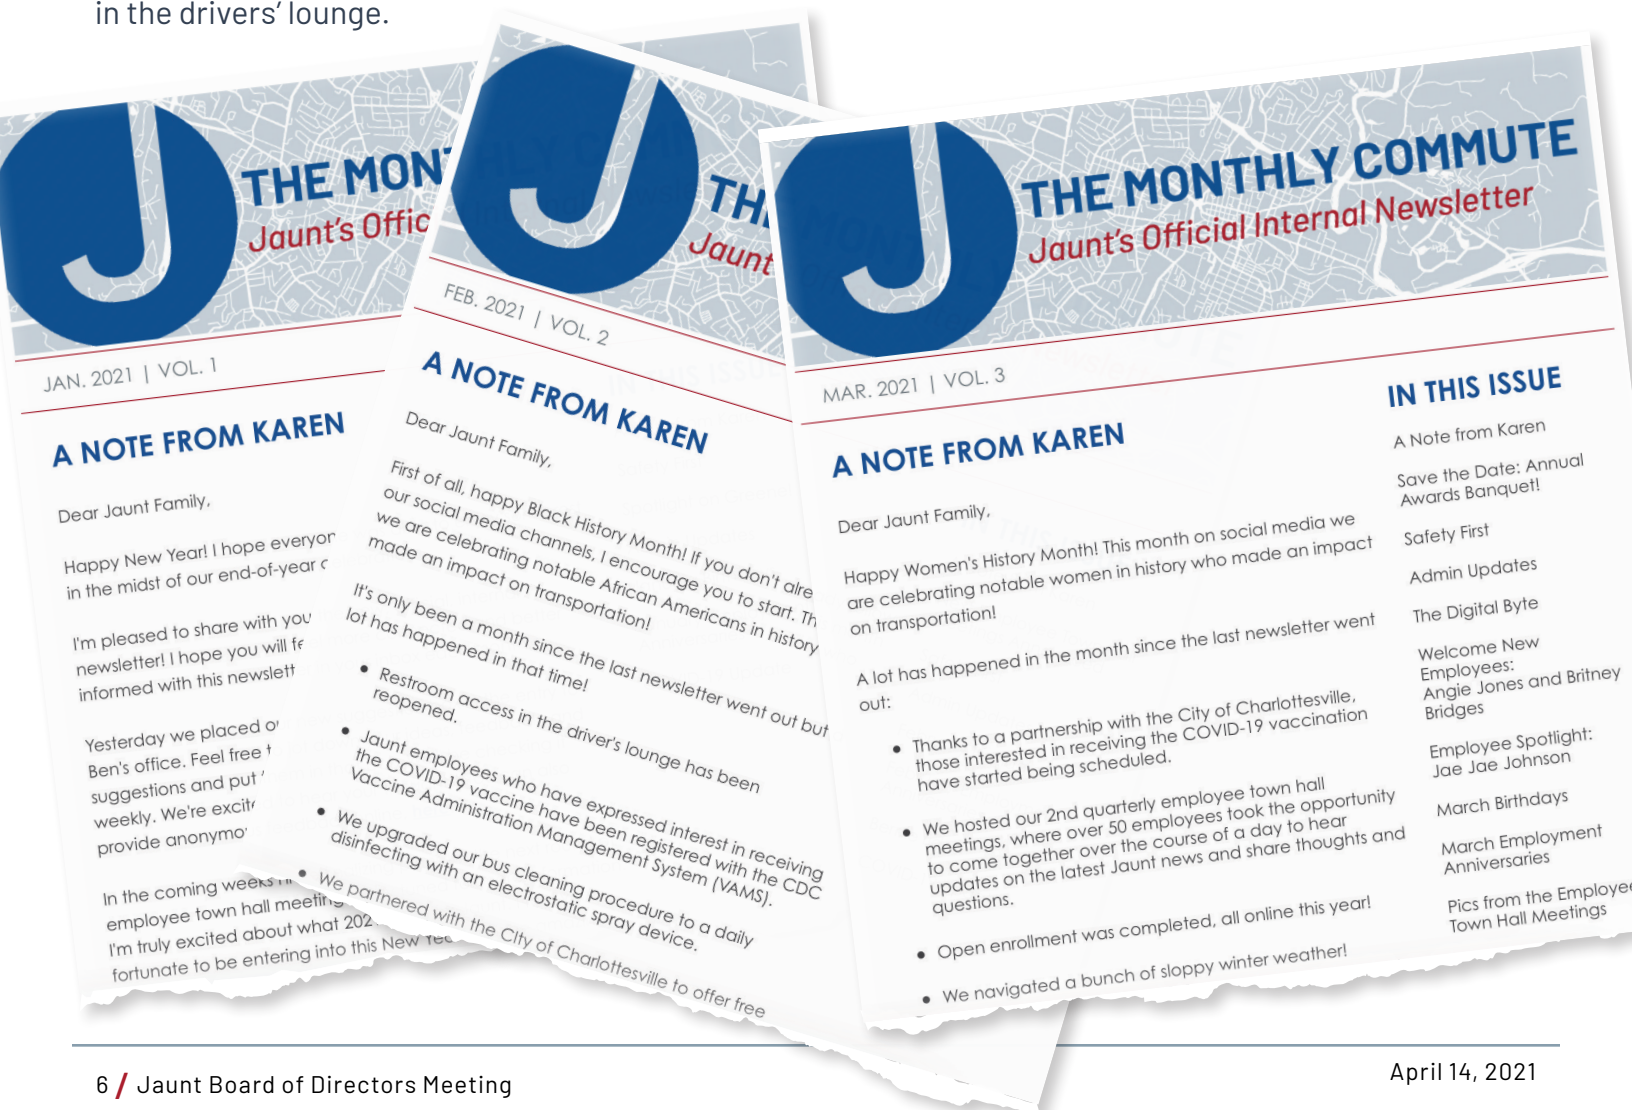 in the drivers’ lounge.
THE MON
Jaunt's Offic
JAN. 2021 | VOL. 1
A NOTE FROM KAREN
Dear Jaunt Family,
Happy New Year! I hope
in the midst of our end-of-year
I'm pleased to share with you
newsletter! I hope you will
informed with this
Yesterday we placed
Ben's office. Feel free
suggestions and put
weekly. We're
provide
In the coming weeks
employee town hall meeting
I'm truly excited about what 202
fortunate to be entering into this New
TH
Jaunt
FEB. 2021 | VOL. 2
A NOTE FROM KAREN
Dear Jaunt Family,
First of all, happy Black History Month! If you don't alre
our social media channels, I encourage you to start. Th
we are celebrating notable African Americans in history
made an impact on transportation!
It's only been a month since the last newsletter went out but
lot has happened in that time!
• Restroom access in the driver's lounge has been
reopened.
• Jaunt employees who have expressed interest in receiving
the COVID-19 vaccine have been registered with the CDC
Vaccine Administration Management System (VAMS).
• We upgraded our bus cleaning procedure to a daily
disinfecting with an electrostatic spray device.
• We partnered with the City of Charlottesville to offer free
THE MONTHLY COMMUTE
Jaunt's Official Internal Newsletter
MAR. 2021 | VOL. 3
A NOTE FROM KAREN
Dear Jaunt Family,
Happy Women's History Month! This month on social media we
are celebrating notable women in history who made an impact
on transportation!
A lot has happened in the month since the last newsletter went
out:
• Thanks to a partnership with the City of Charlottesville,
those interested in receiving the COVID-19 vaccination
have started being scheduled.
• We hosted our 2nd quarterly employee town hall
meetings, where over 50 employees took the opportunity
to come together over the course of a day to hear
updates on the latest Jaunt news and share thoughts and
questions.
• Open enrollment was completed, all online this year!
• We navigated a bunch of sloppy winter weather!
IN THIS ISSUE
A Note from Karen
Save the Date: Annual
Awards Banquet!
Safety First
Admin Updates
The Digital Byte
Welcome New
Employees:
Angie Jones and Britney
Bridges
Employee Spotlight:
Jae Jae Johnson
March Birthdays
March Employment
Anniversaries
Pics from the Employee
Town Hall Meetings
6 / Jaunt Board of Directors Meeting
April 14, 2021